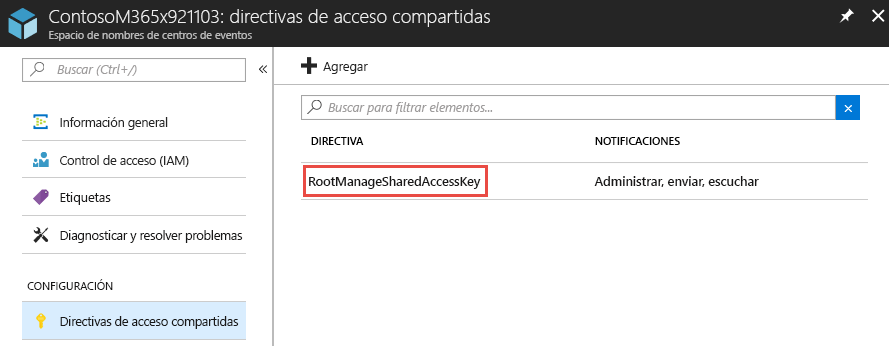 ContosoM365x921103: directivas de acceso compartidas
Espacio de nombres de centros de eventos
Buscar (Ctrl+/)
Información general
Control de acceso (IAM)
Etiquetas
Diagnosticar y resolver problemas
CONFIGURACIÓN
Directivas de acceso compartidas
Agregar
Buscar para filtrar elementos...
DIRECTIVA NOTIFICACIONES
RootManageSharedAccessKey Administrar, enviar, escuchar